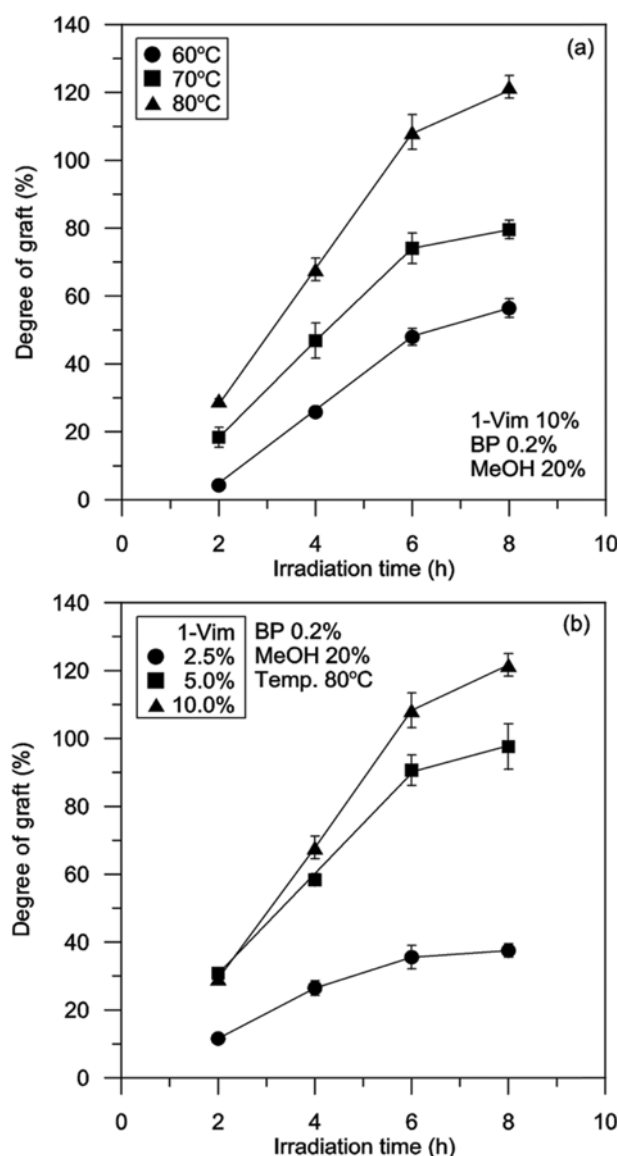 140
120
100
80
60
40
20
0
Degree of graft (%)
60ºC
70ºC
80ºC
(a)
1-Vim 10%
BP 0.2%
MeOH 20%
0 2 4 6 8 10
Irradiation time (h)
140
120
100
80
60
40
20
0
Degree of graft (%)
1-Vim
2.5%
5.0%
10.0%
BP 0.2%
MeOH 20%
Temp. 80ºC
(b)
0 2 4 6 8 10
Irradiation time (h)